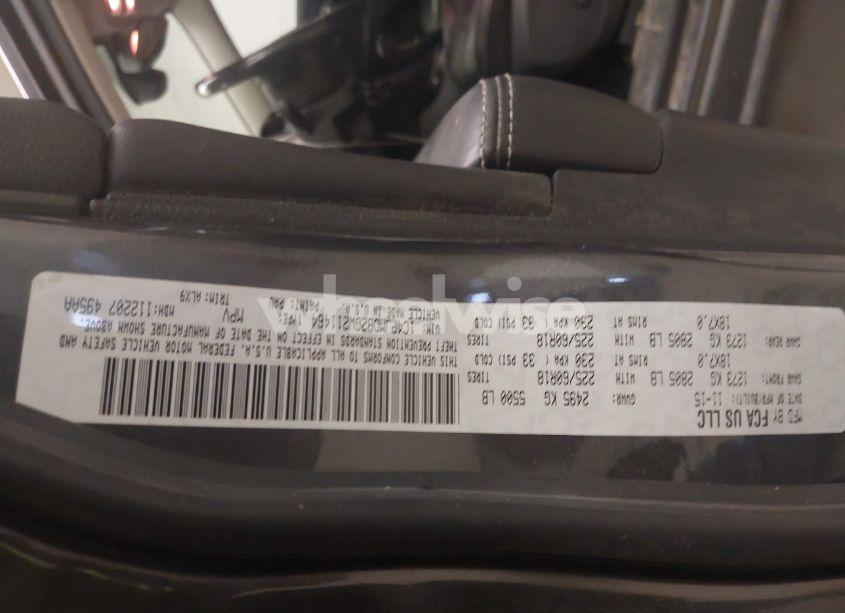 MFD BY FCA US LLC
DATE OF MFR(BUILT): 11-15 GVWR: 2495 KG 5500 LB
GAWR FRONT: 1273 KG 2805 LB WITH 225/60R18 TIRES
18X7.0 RIMS AT 230 KPA( 33 PSI) COLD
GAWR REAR: 1273 KG 2805 LB WITH 225/60R18 TIRES
18X7.0 RIMS AT 230 KPA( 33 PSI) COLD
THIS VEHICLE CONFORMS TO ALL APPLICABLE U.S.A. FEDERAL MOTOR VEHICLE SAFETY AND
THEFT PREVENTION STANDARDS IN EFFECT ON THE DATE OF MANUFACTURE SHOWN ABOVE.
VIN: TYPE: MPV MDH:112207 495AA
VEHICLE MADE IN U.S.A. PAINT: PAU TRIM: ALX9
wheelwise